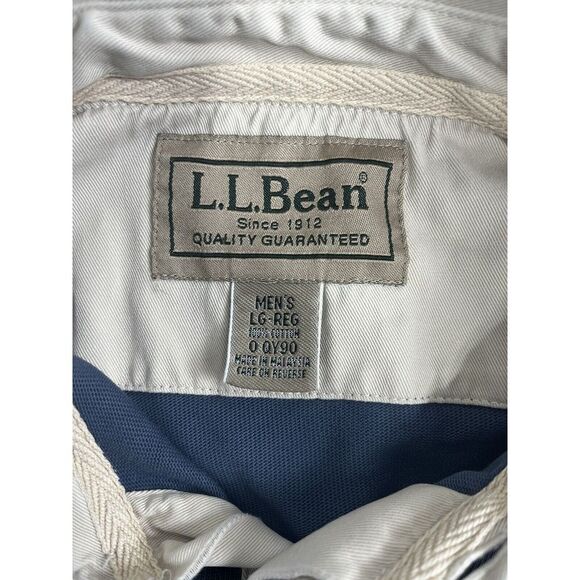 L.L.Bean®
Since 1912
QUALITY GUARANTEED
MEN'S
LG-REG
100% COTTON
0 QY90
MADE IN MALAYSIA
CARE ON REVERSE